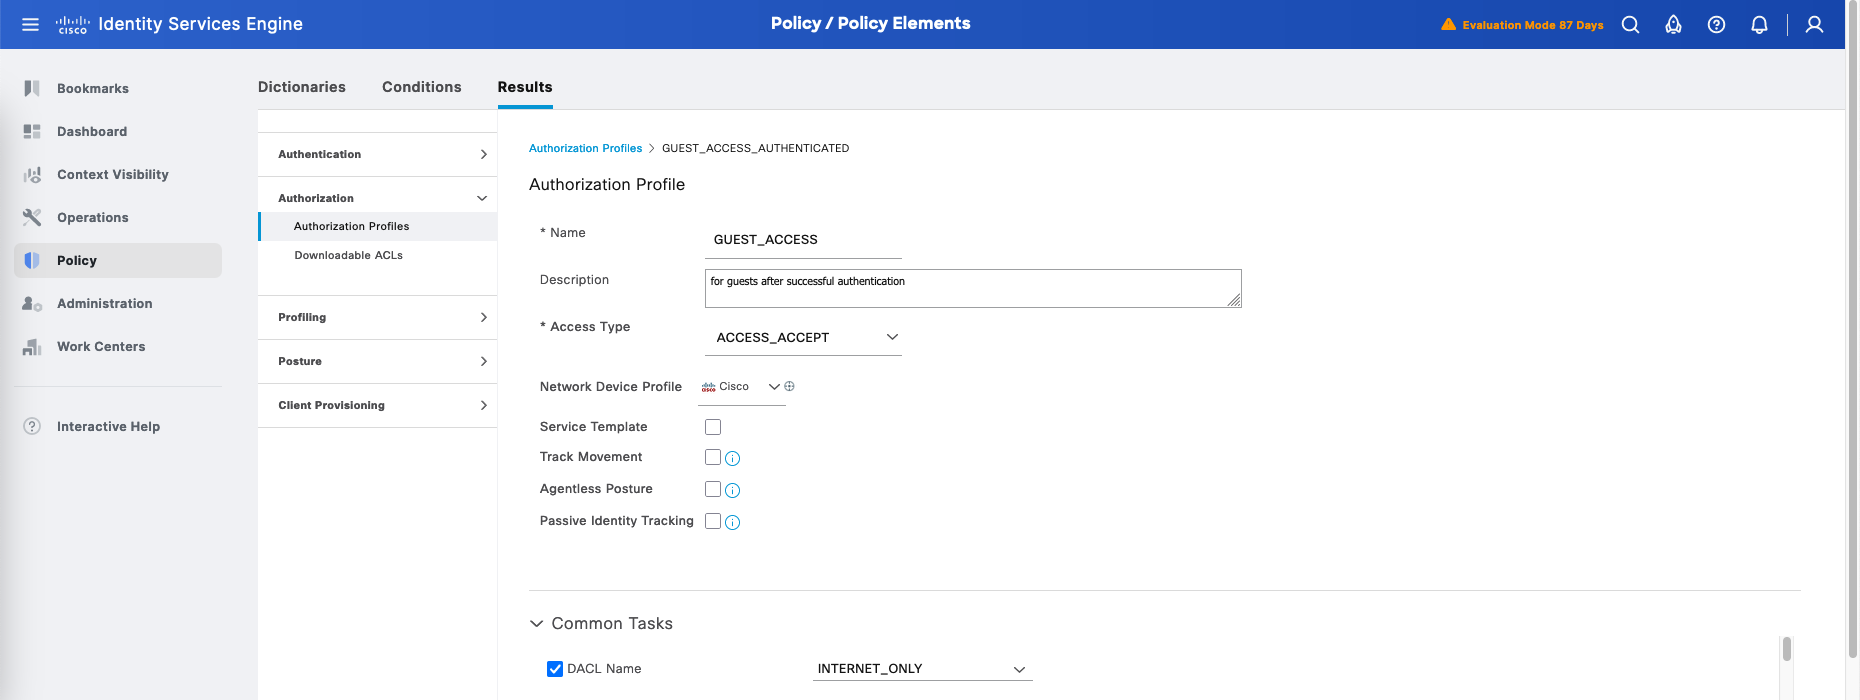 cisco Identity Services Engine
Policy / Policy Elements
Evaluation Mode 87 Days
Bookmarks
Dashboard
Context Visibility
Operations
Policy
Administration
Work Centers
Interactive Help
Dictionaries
Conditions
Results
Authentication
Authorization
Authorization Profiles
Downloadable ACLs
Profiling
Posture
Client Provisioning
Authorization Profiles > GUEST_ACCESS_AUTHENTICATED
Authorization Profile
* Name
GUEST_ACCESS
Description
for guests after successful authentication
* Access Type
ACCESS_ACCEPT
Network Device Profile
cisco Cisco
Service Template
Track Movement
Agentless Posture
Passive Identity Tracking
Common Tasks
DACL Name
INTERNET_ONLY